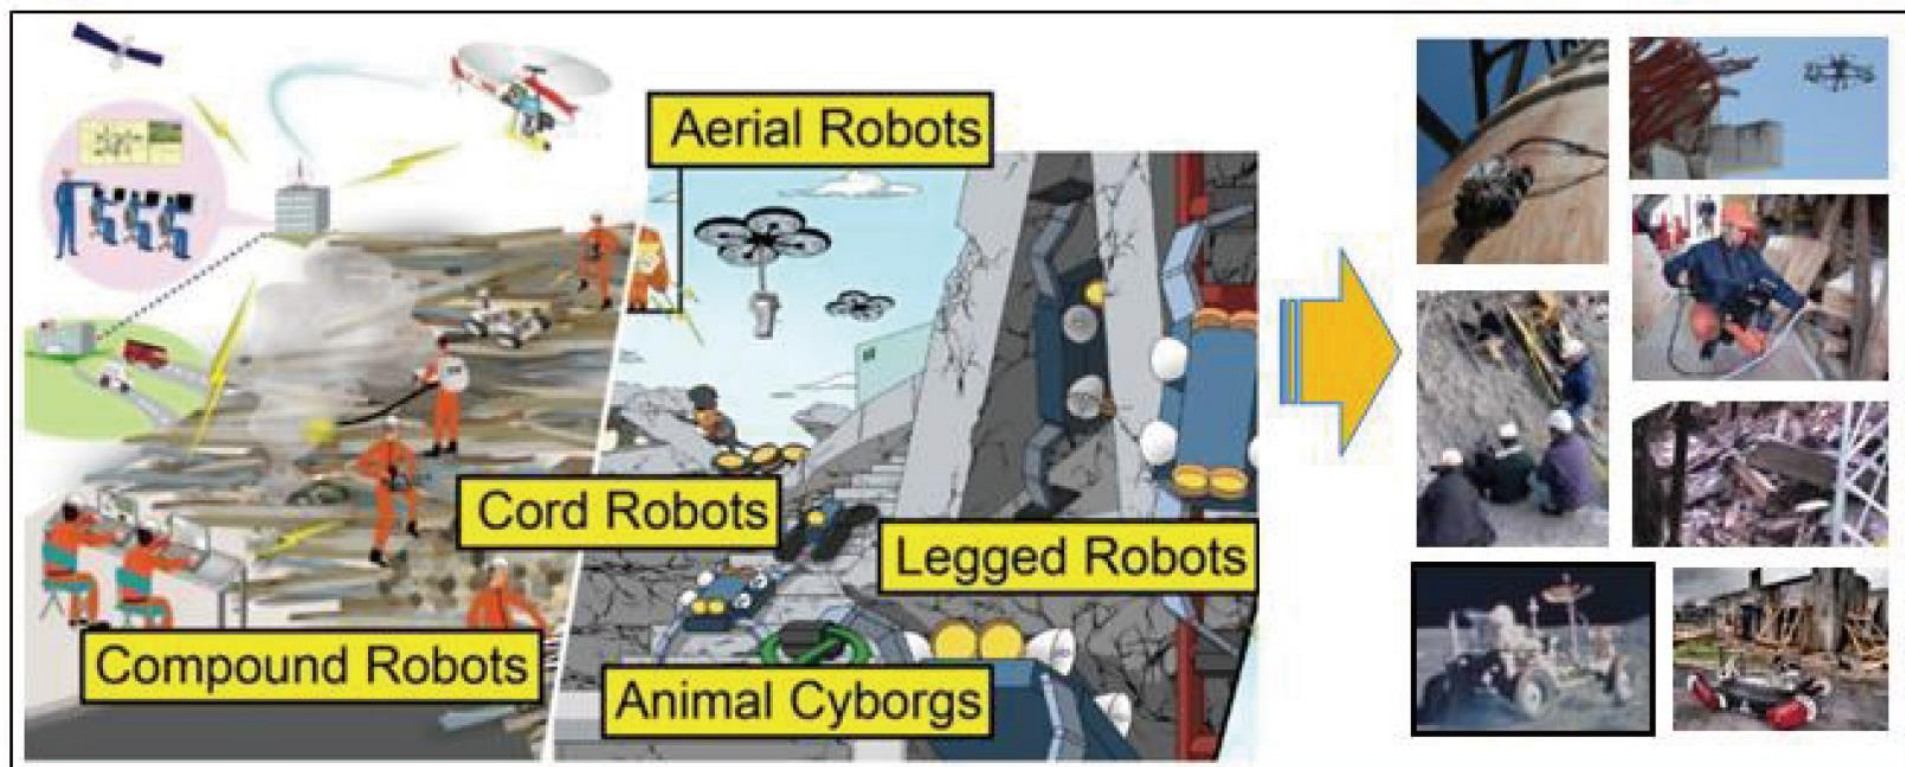 Aerial Robots
Cord Robots
Legged Robots
Compound Robots
Animal Cyborgs